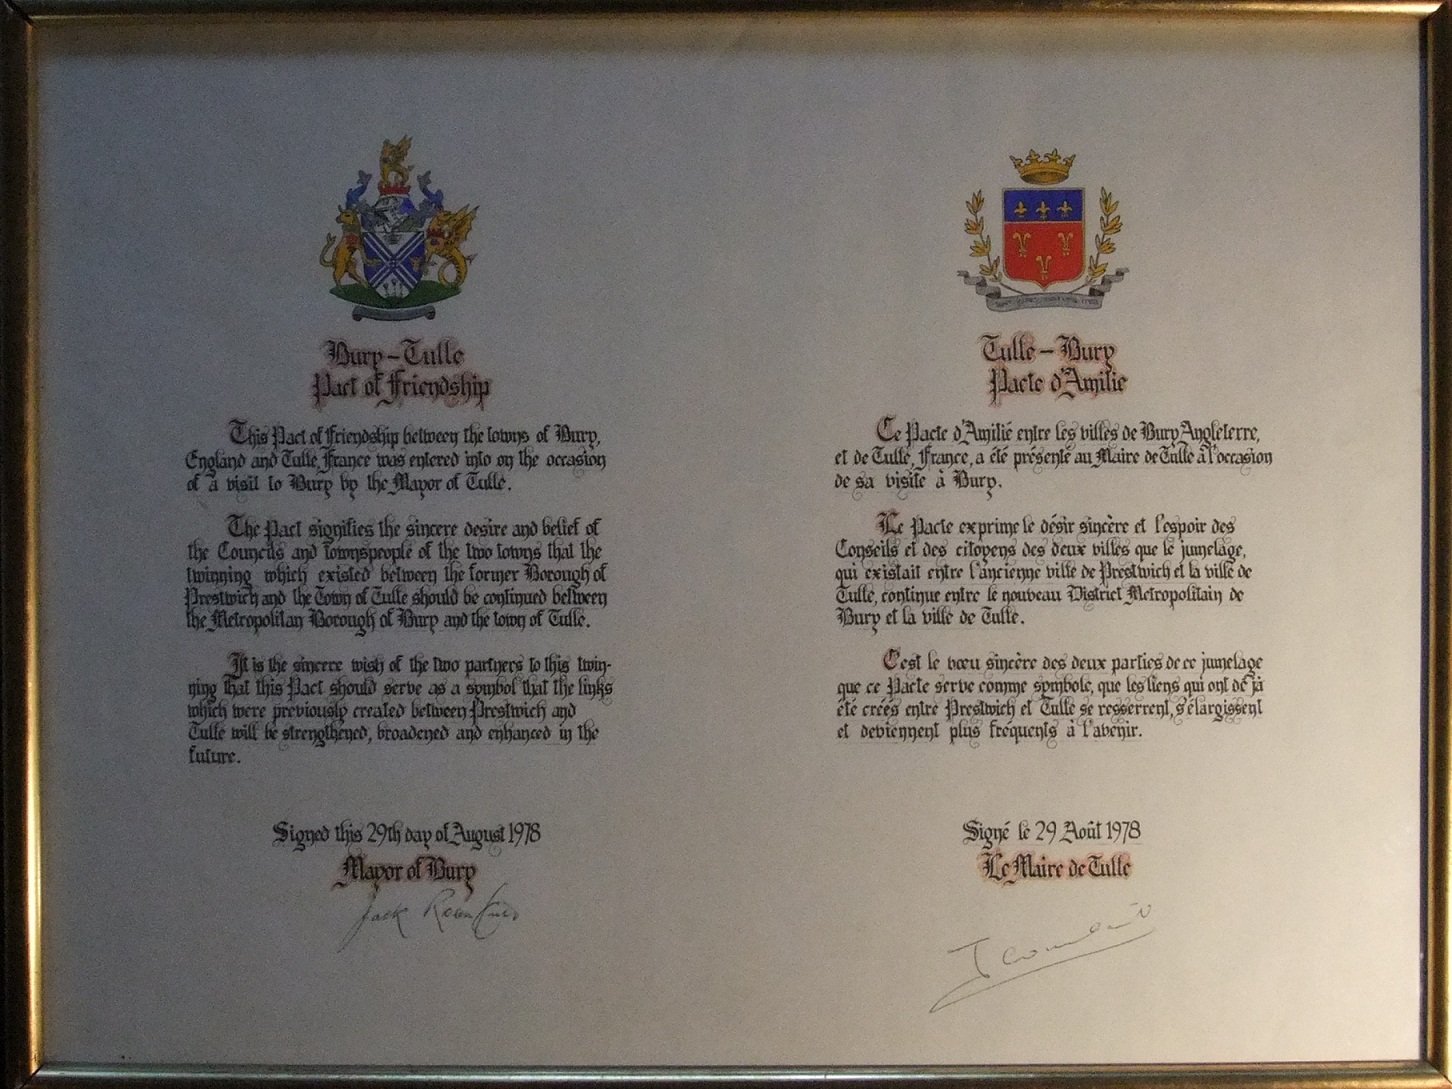 Bury - Tulle
Pact of Friendship
This Pact of Friendship between the towns of Bury,
England and Tulle, France was entered into on the occasion
of a visit to Bury by the Mayor of Tulle.
The Pact signifies the sincere desire and belief of
the Councils and townspeople of the two towns that the
twinning which existed between the former Borough of
Prestwich and the Town of Tulle should be continued between
the Metropolitan Borough of Bury and the town of Tulle.
It is the sincere wish of the two partners to this twin-
ning that this Pact should serve as a symbol that the links
which were previously created between Prestwich and
Tulle will be strengthened, broadened and enhanced in the
future.
Signed this 29th day of August 1978
Mayor of Bury
Jack
Tulle - Bury
Pacte d'Amitié
Ce Pacte d'Amitié entre les villes de Bury Angleterre,
et de Tulle, France, a été présenté au Maire de Tulle à l'occasion
de sa visite à Bury.
Le Pacte exprime le désir sincère et l'espoir des
Conseils et des citoyens des deux villes que le jumelage,
qui existait entre l'ancienne ville de Prestwich et la ville de
Tulle, continue entre le nouveau District Metropolitain de
Bury et la ville de Tulle.
C'est le vœu sincère des deux parties de ce jumelage
que ce Pacte serve comme symbole, que les liens qui ont déjà
été créés entre Prestwich et Tulle se resserrent, s'élargissent
et deviennent plus fréquents à l'avenir.
Signé le 29 Août 1978
Le Maire de Tulle